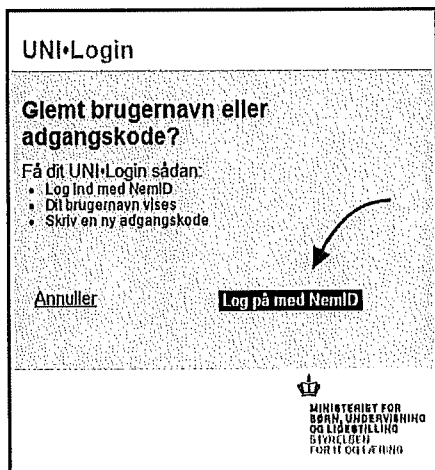 UNI•Login
Glemt brugernavn eller
adgangskode?
Få dit UNI•Login sådan:
• Log ind med NemID
• Dit brugernavn vises
• Skriv en ny adgangskode
Annuller
Log på med NemID
MINISTERIET FOR
BØRN, UNDERVISNING
OG LIGESTILLING
STYRELSEN
FOR IT OG LÆRING